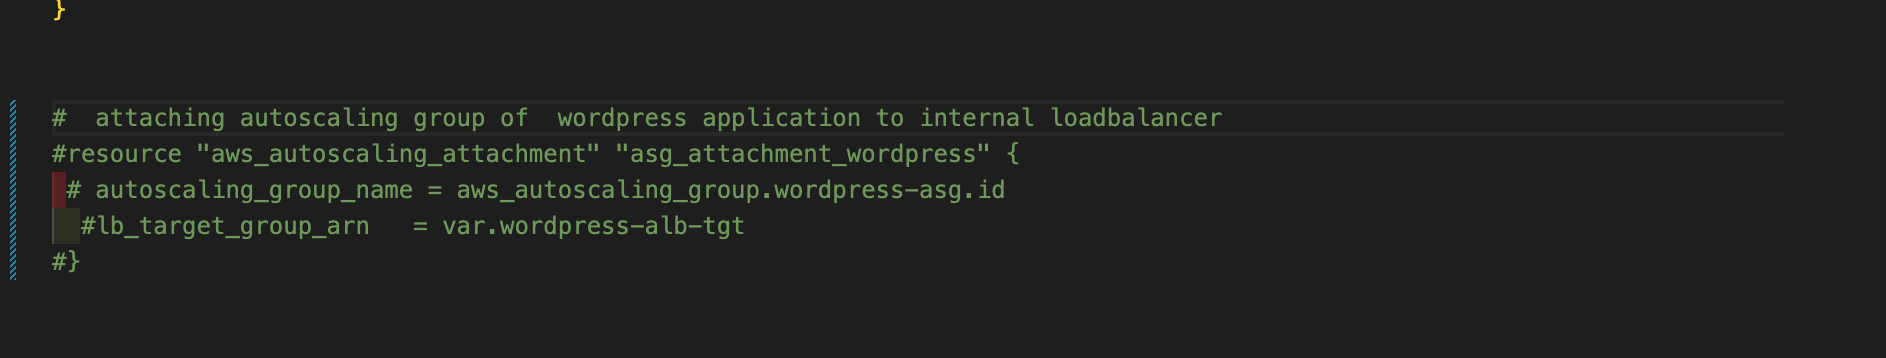 }
#  attaching autoscaling group of  wordpress application to internal loadbalancer
#resource "aws_autoscaling_attachment" "asg_attachment_wordpress" {
 # autoscaling_group_name = aws_autoscaling_group.wordpress-asg.id
  #lb_target_group_arn   = var.wordpress-alb-tgt
#}